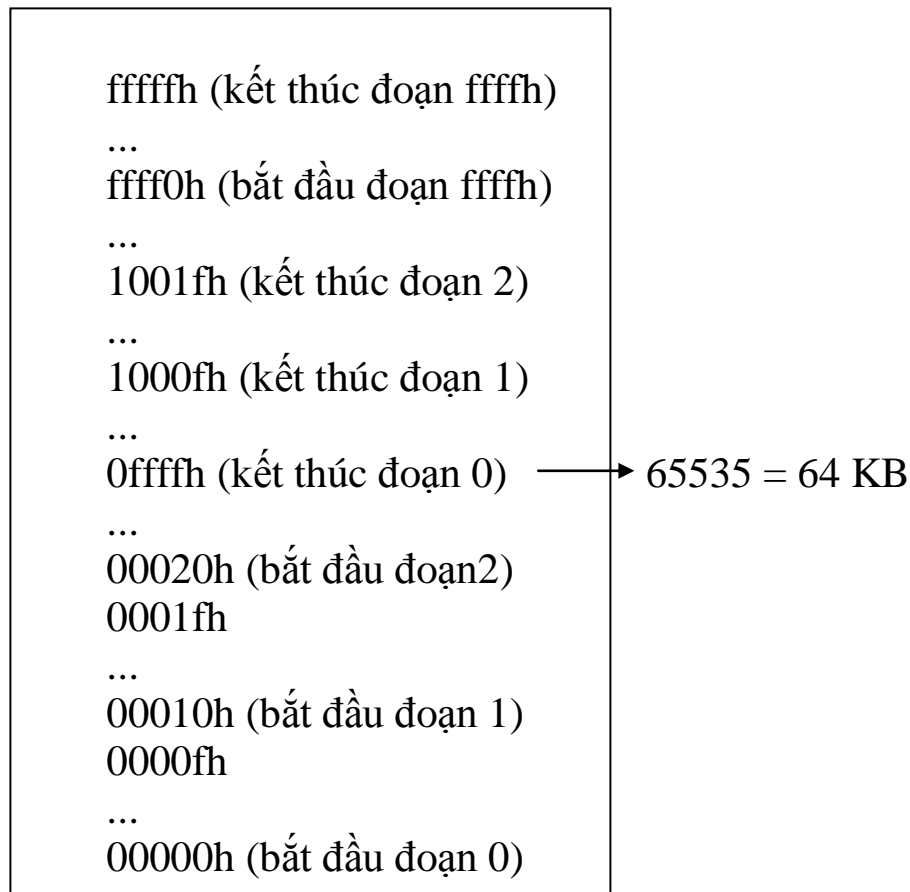 fffffh (kết thúc đoạn ffffh)
...
ffff0h (bắt đầu đoạn ffffh)
...
1001fh (kết thúc đoạn 2)
...
1000fh (kết thúc đoạn 1)
...
0ffffh (kết thúc đoạn 0) → 65535 = 64 KB
...
00020h (bắt đầu đoạn2)
0001fh
...
00010h (bắt đầu đoạn 1)
0000fh
...
00000h (bắt đầu đoạn 0)